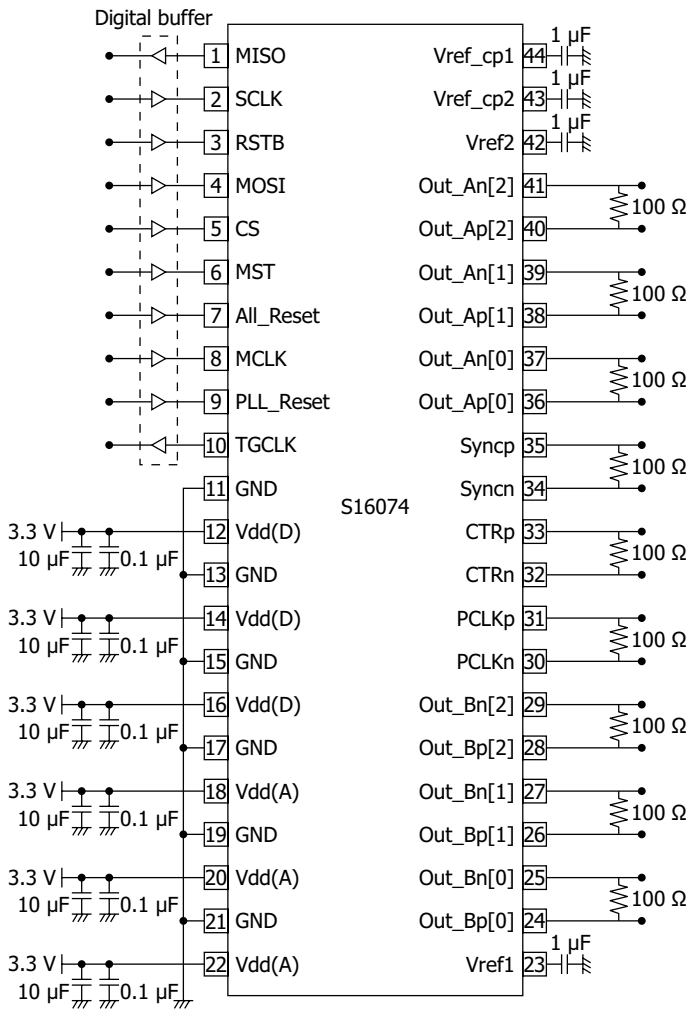 Digital buffer
1 MISO
2 SCLK
3 RSTB
4 MOSI
5 CS
6 MST
7 All_Reset
8 MCLK
9 PLL_Reset
10 TGCLK
11 GND
3.3 V 12 Vdd(D)
10 µF 0.1 µF
13 GND
3.3 V 14 Vdd(D)
10 µF 0.1 µF
15 GND
3.3 V 16 Vdd(D)
10 µF 0.1 µF
17 GND
3.3 V 18 Vdd(A)
10 µF 0.1 µF
19 GND
3.3 V 20 Vdd(A)
10 µF 0.1 µF
21 GND
3.3 V 22 Vdd(A)
10 µF 0.1 µF
S16074
1 µF
Vref_cp1 44
1 µF
Vref_cp2 43
1 µF
Vref2 42
Out_An[2] 41
100 Ω
Out_Ap[2] 40
Out_An[1] 39
100 Ω
Out_Ap[1] 38
Out_An[0] 37
100 Ω
Out_Ap[0] 36
Syncp 35
100 Ω
Syncn 34
CTRp 33
100 Ω
CTRn 32
PCLKp 31
100 Ω
PCLKn 30
Out_Bn[2] 29
100 Ω
Out_Bp[2] 28
Out_Bn[1] 27
100 Ω
Out_Bp[1] 26
Out_Bn[0] 25
100 Ω
Out_Bp[0] 24
1 µF
Vref1 23